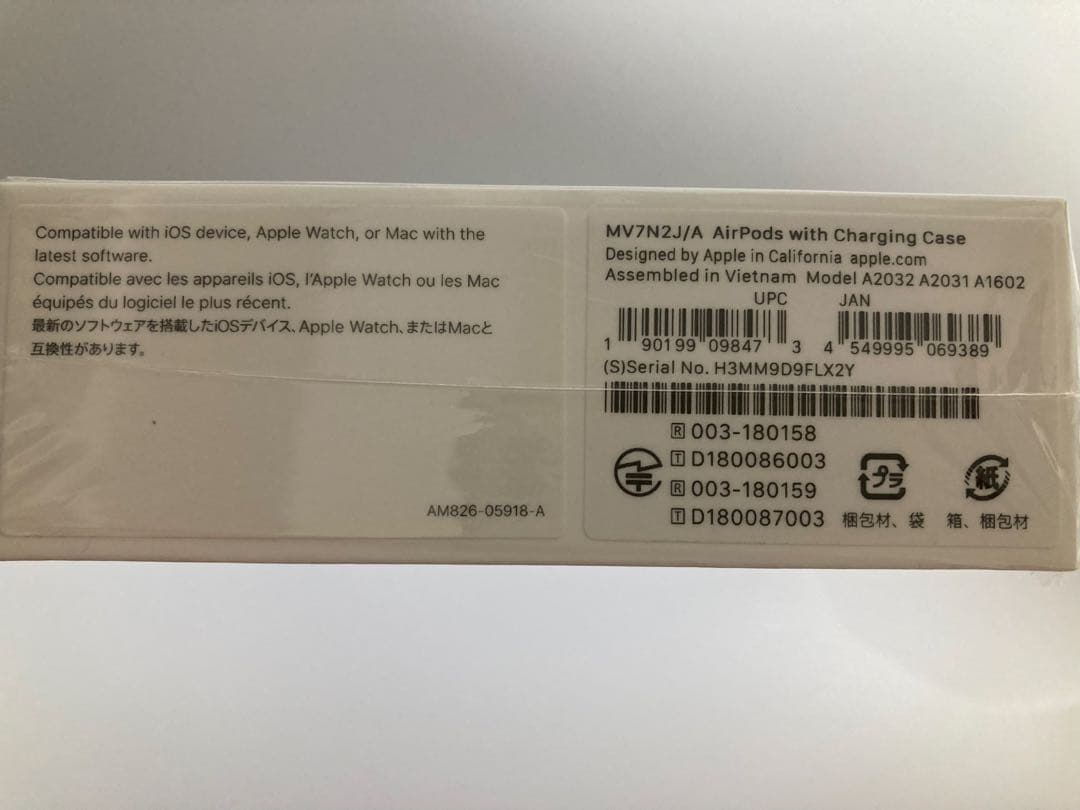 Compatible with iOS device, Apple Watch, or Mac with the
latest software.
Compatible avec les appareils iOS, l'Apple Watch ou les Mac
équipés du logiciel le plus récent.
最新のソフトウェアを搭載したiOSデバイス、Apple Watch、またはMacと
互換性があります。
AM826-05918-A
MV7N2J/A AirPods with Charging Case
Designed by Apple in California apple.com
Assembled in Vietnam Model A2032 A2031 A1602
UPC JAN
1 90199 09847 3 4 549995 069389
(S)Serial No. H3MM9D9FLX2Y
R 003-180158
T D180086003
R 003-180159
T D180087003
プラ 紙
梱包材、袋 箱、梱包材